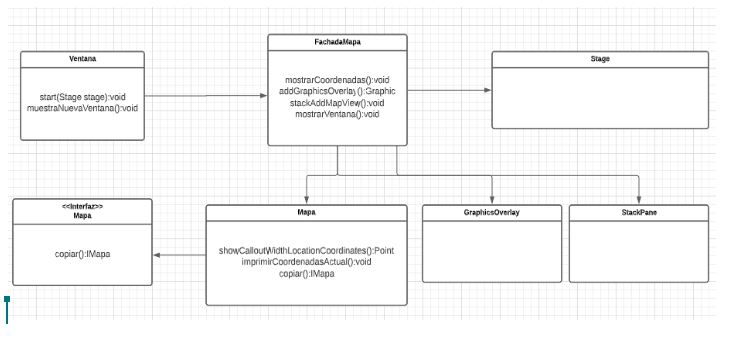 Ventana
start(Stage stage):void
muestraNuevaVentana():void
FachadaMapa
mostrarCoordenadas():void
addGraphicsOverlay():Graphic
stackAddMapView():void
mostrarVentana():void
Stage
<<Interfaz>>
Mapa
copiar():IMapa
Mapa
showCalloutWidthLocationCoordinates():Point
imprimirCoordenadasActual():void
copiar():IMapa
GraphicsOverlay
StackPane